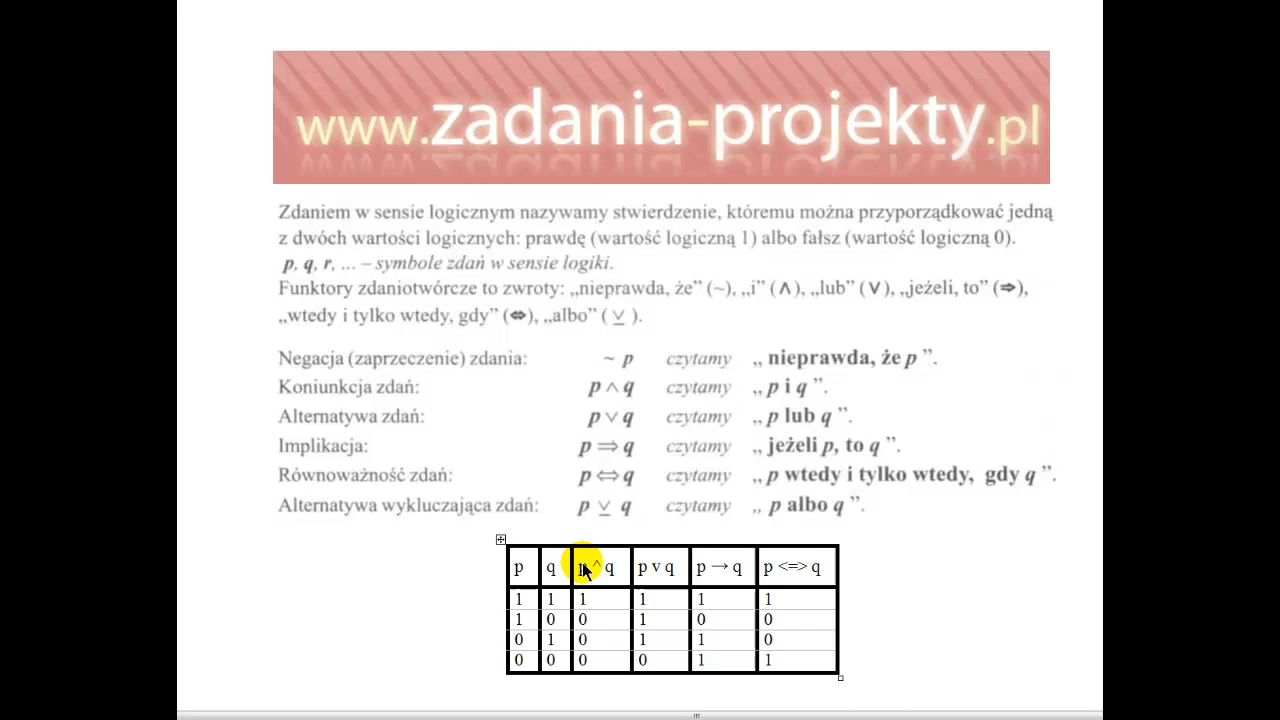 www.zadania-projekty.pl
Zdaniem w sensie logicznym nazywamy stwierdzenie, któremu można przyporządkować jedną
z dwóch wartości logicznych: prawdę (wartość logiczną 1) albo fałsz (wartość logiczną 0).
p, q, r, ... – symbole zdań w sensie logiki.
Funktory zdaniotwórcze to zwroty: „nieprawda, że” (~), „i” (∧), „lub” (∨), „jeżeli, to” (⇒),
„wtedy i tylko wtedy, gdy” (⇔), „albo” ( ⊻ ).
Negacja (zaprzeczenie) zdania: ~ p czytamy „ nieprawda, że p ”.
Koniunkcja zdań: p ∧ q czytamy „ p i q ”.
Alternatywa zdań: p ∨ q czytamy „ p lub q ”.
Implikacja: p ⇒ q czytamy „ jeżeli p, to q ”.
Równoważność zdań: p ⇔ q czytamy „ p wtedy i tylko wtedy, gdy q ”.
Alternatywa wykluczająca zdań: p ⊻ q czytamy „ p albo q ”.
p q p ^ q p v q p → q p <=> q
1 1 1 1 1 1
1 0 0 1 0 0
0 1 0 1 1 0
0 0 0 0 1 1